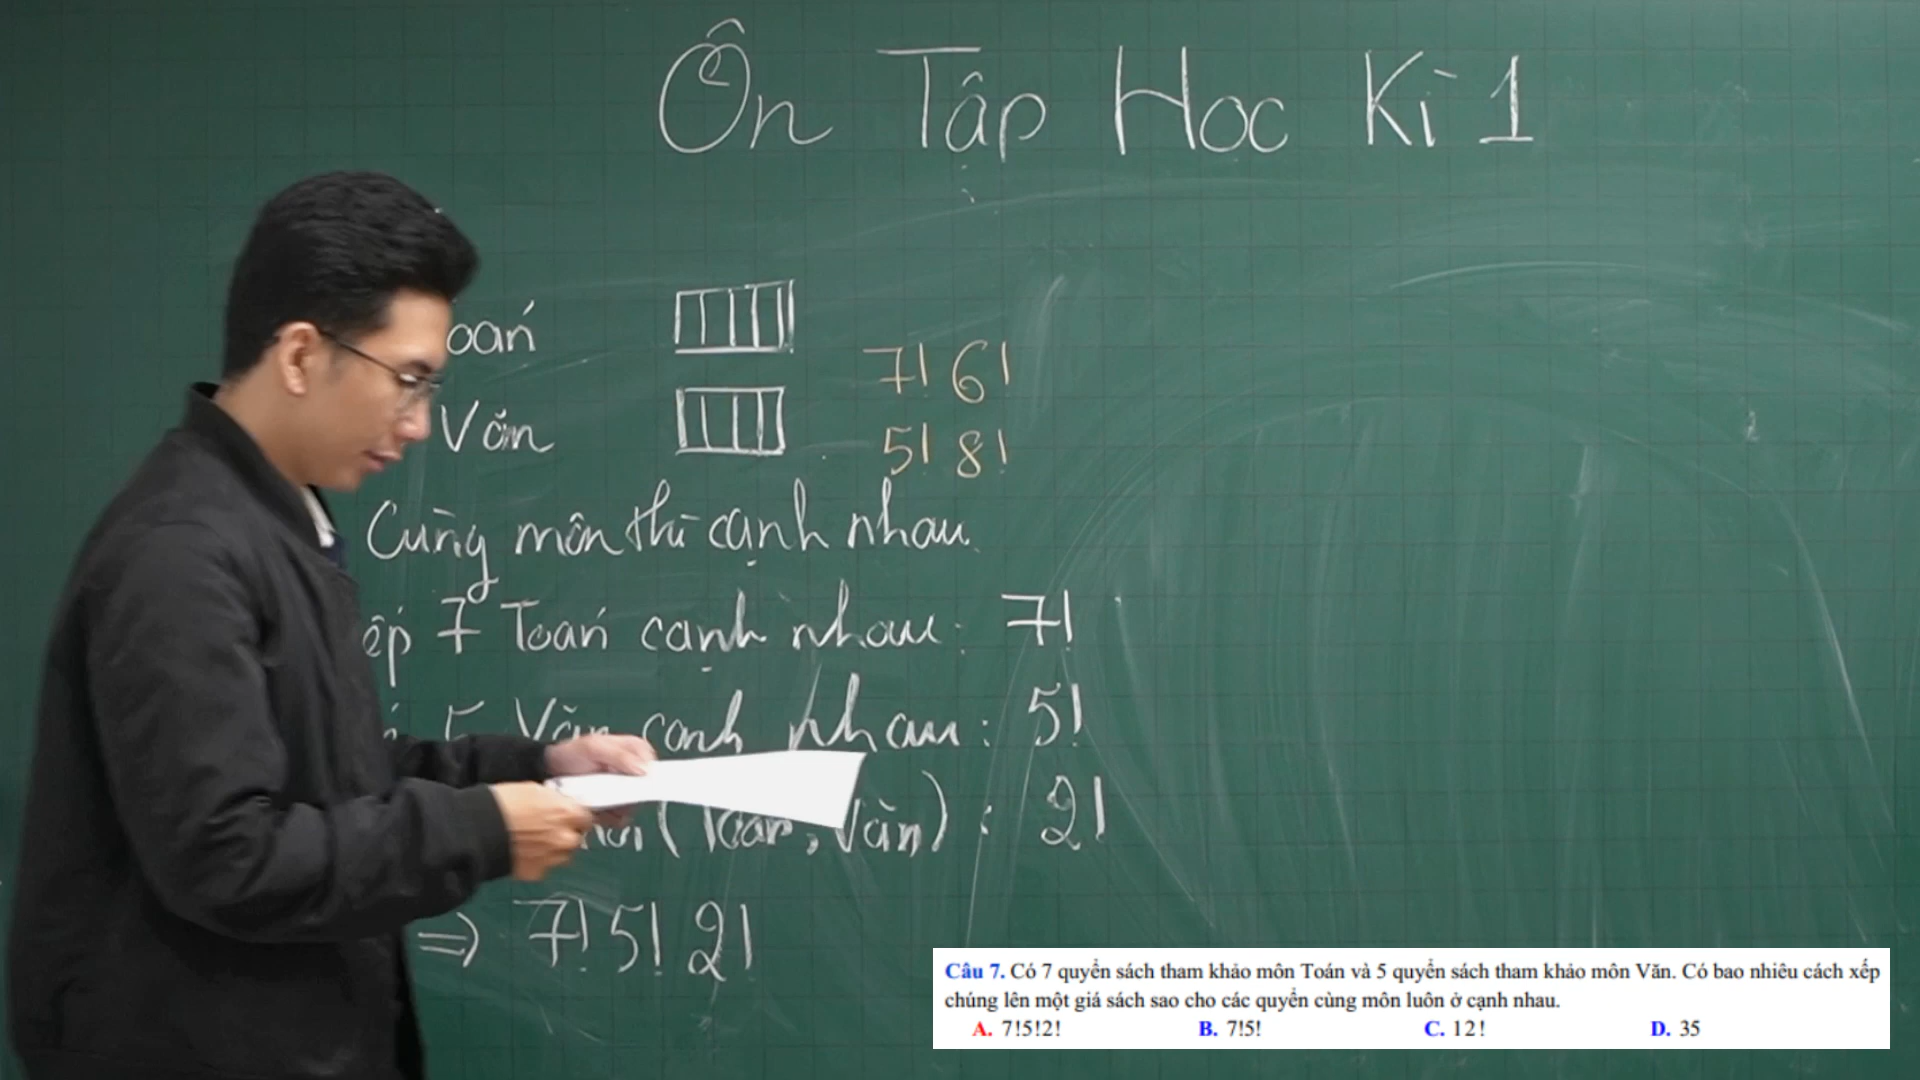 Ôn Tập Học Kì 1
oán
7! 6!
Văn
5! 8!
Cùng môn thì cạnh nhau.
ếp 7 Toán cạnh nhau: 7!
5 Văn cạnh nhau: 5!
(Toán, Văn): 2!
⇒ 7! 5! 2!
Câu 7. Có 7 quyển sách tham khảo môn Toán và 5 quyển sách tham khảo môn Văn. Có bao nhiêu cách xếp
chúng lên một giá sách sao cho các quyển cùng môn luôn ở cạnh nhau.
A. 7!5!2! B. 7!5! C. 12! D. 35